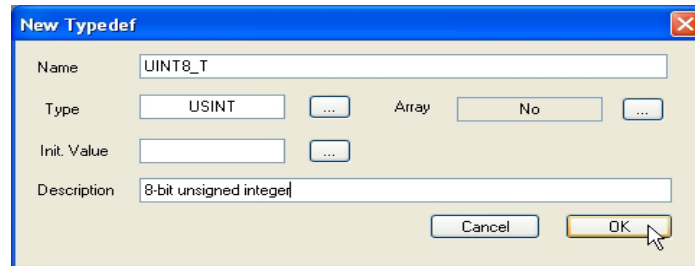 New Typedef
Name UINT8_T
Type USINT ... Array No ...
Init. Value ...
Description 8-bit unsigned integer
Cancel OK